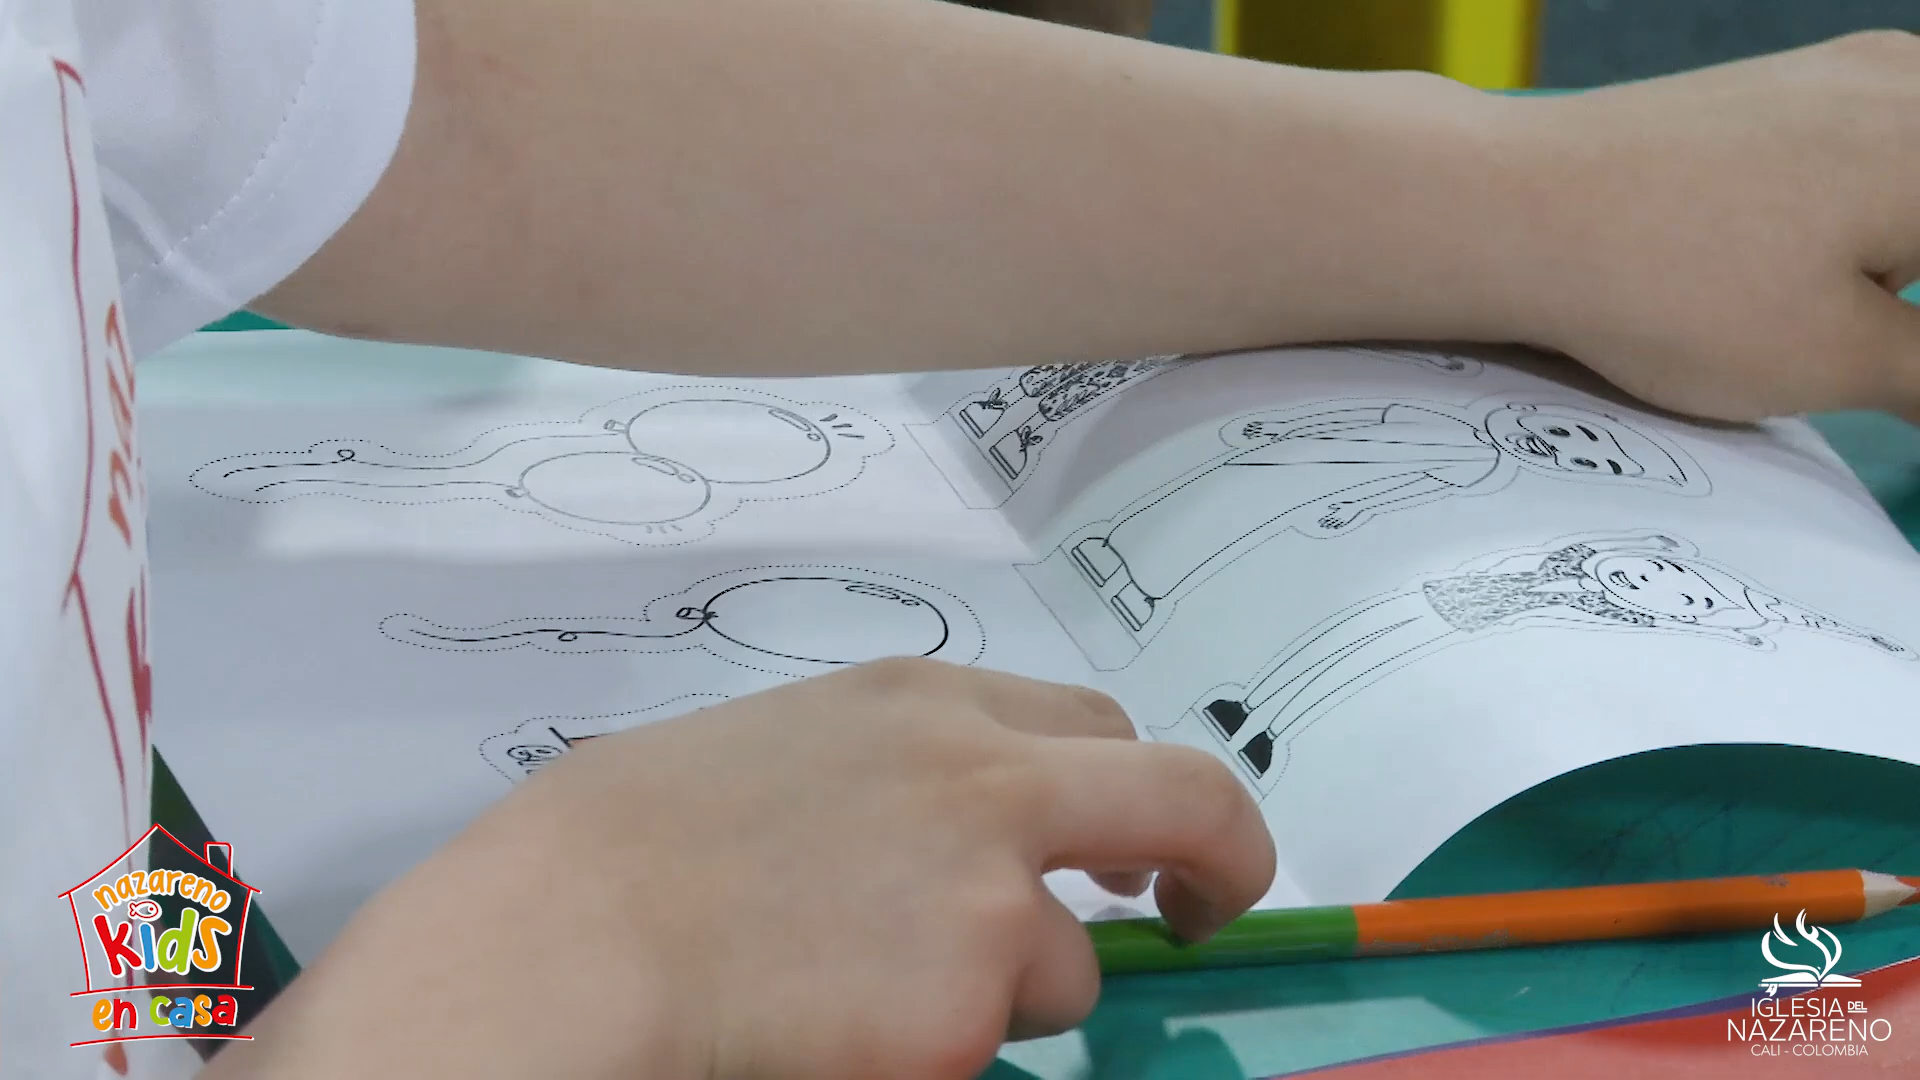 nazareno
kids
en casa
IGLESIA DEL
NAZARENO
CALI - COLOMBIA